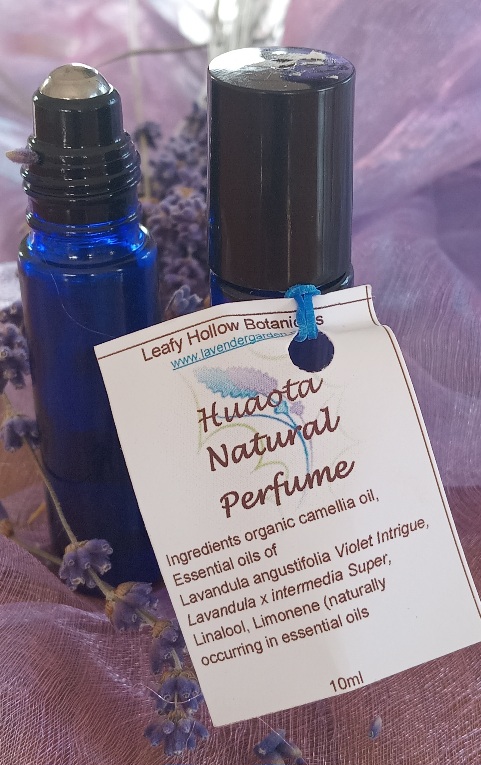 Leafy Hollow Botanicals
www.lavendergarden.
Huaota
Natural
Perfume
Ingredients organic camellia oil,
Essential oils of
Lavandula angustifolia Violet Intrigue,
Lavandula x intermedia Super,
Linalool, Limonene (naturally
occurring in essential oils
10ml